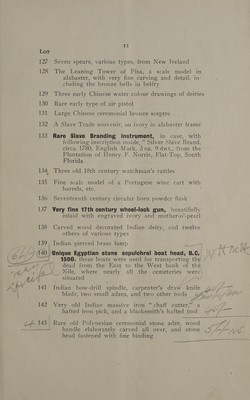 11
Lot
127 Seven spears, various types, from New Ireland
128 The Leaning Tower of Pisa, a scale model in
alabaster, with very fine carving and detail, in-
cluding the bronze bells in belfry
129 Three early Chinese water colour drawings of deities
130 Rare early type of air pistol
131 Large Chinese ceremonial bronze sceptre
132 A Slave Trade souvenir, on ivory in alabaster frame
133 Rare Slave Branding instrument, in case, with
following inscription inside, "Silver Slave Brand,
circa 1780, English Mark, 3 oz. 9 dwt., from the
Plantation of Henry F. Norris, Flat-Top, South
Florida
134 Three old 18th century watchman's rattles
135 Fine scale model of a Portugese wine cart with
barrels, etc.
136 Seventeenth century circular horn powder flask
137 Very fine 17th century wheel-lock gun, beautifully
inlaid with engraved ivory and mother-o'-pearl
138 Carved wood decorated Indian deity, and twelve
others of various types
139 Indian pierced brass lamp
140 Unique Egyptian stone sepulchral boat head, B.C.
1500, these boats were used for transporting the
dead from the East to the West bank of the
Nile, where nearly all the cemeteries were
situated
141 Indian bow-drill spindle, carpenter's draw knife
blade, two small adzes, and two other tools
142 Very old Indian massive iron "chaff cutter," a
hafted iron pick, and a blacksmith's hafted tool
143 Rare old Polynesian ceremonial stone adze, wood
handle elaborately carved all over, and stone
head fastened with fine binding